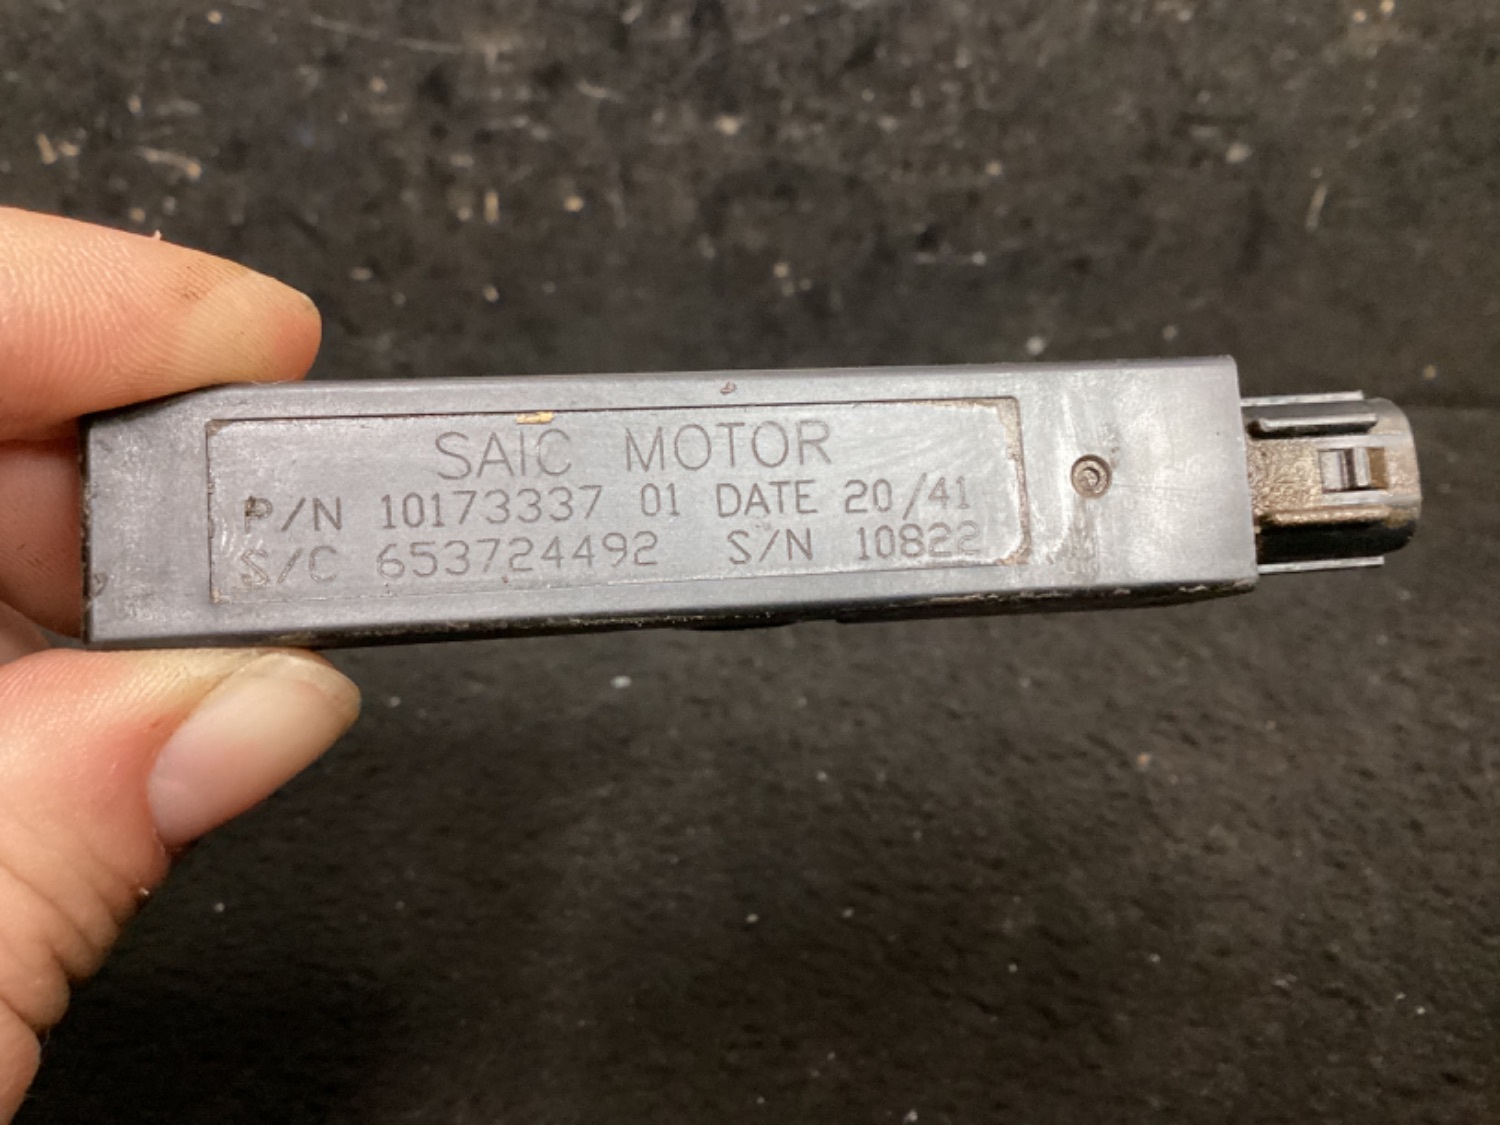 SAIC MOTOR
P/N 10173337 01 DATE 20/41
S/C 653724492 S/N 10822